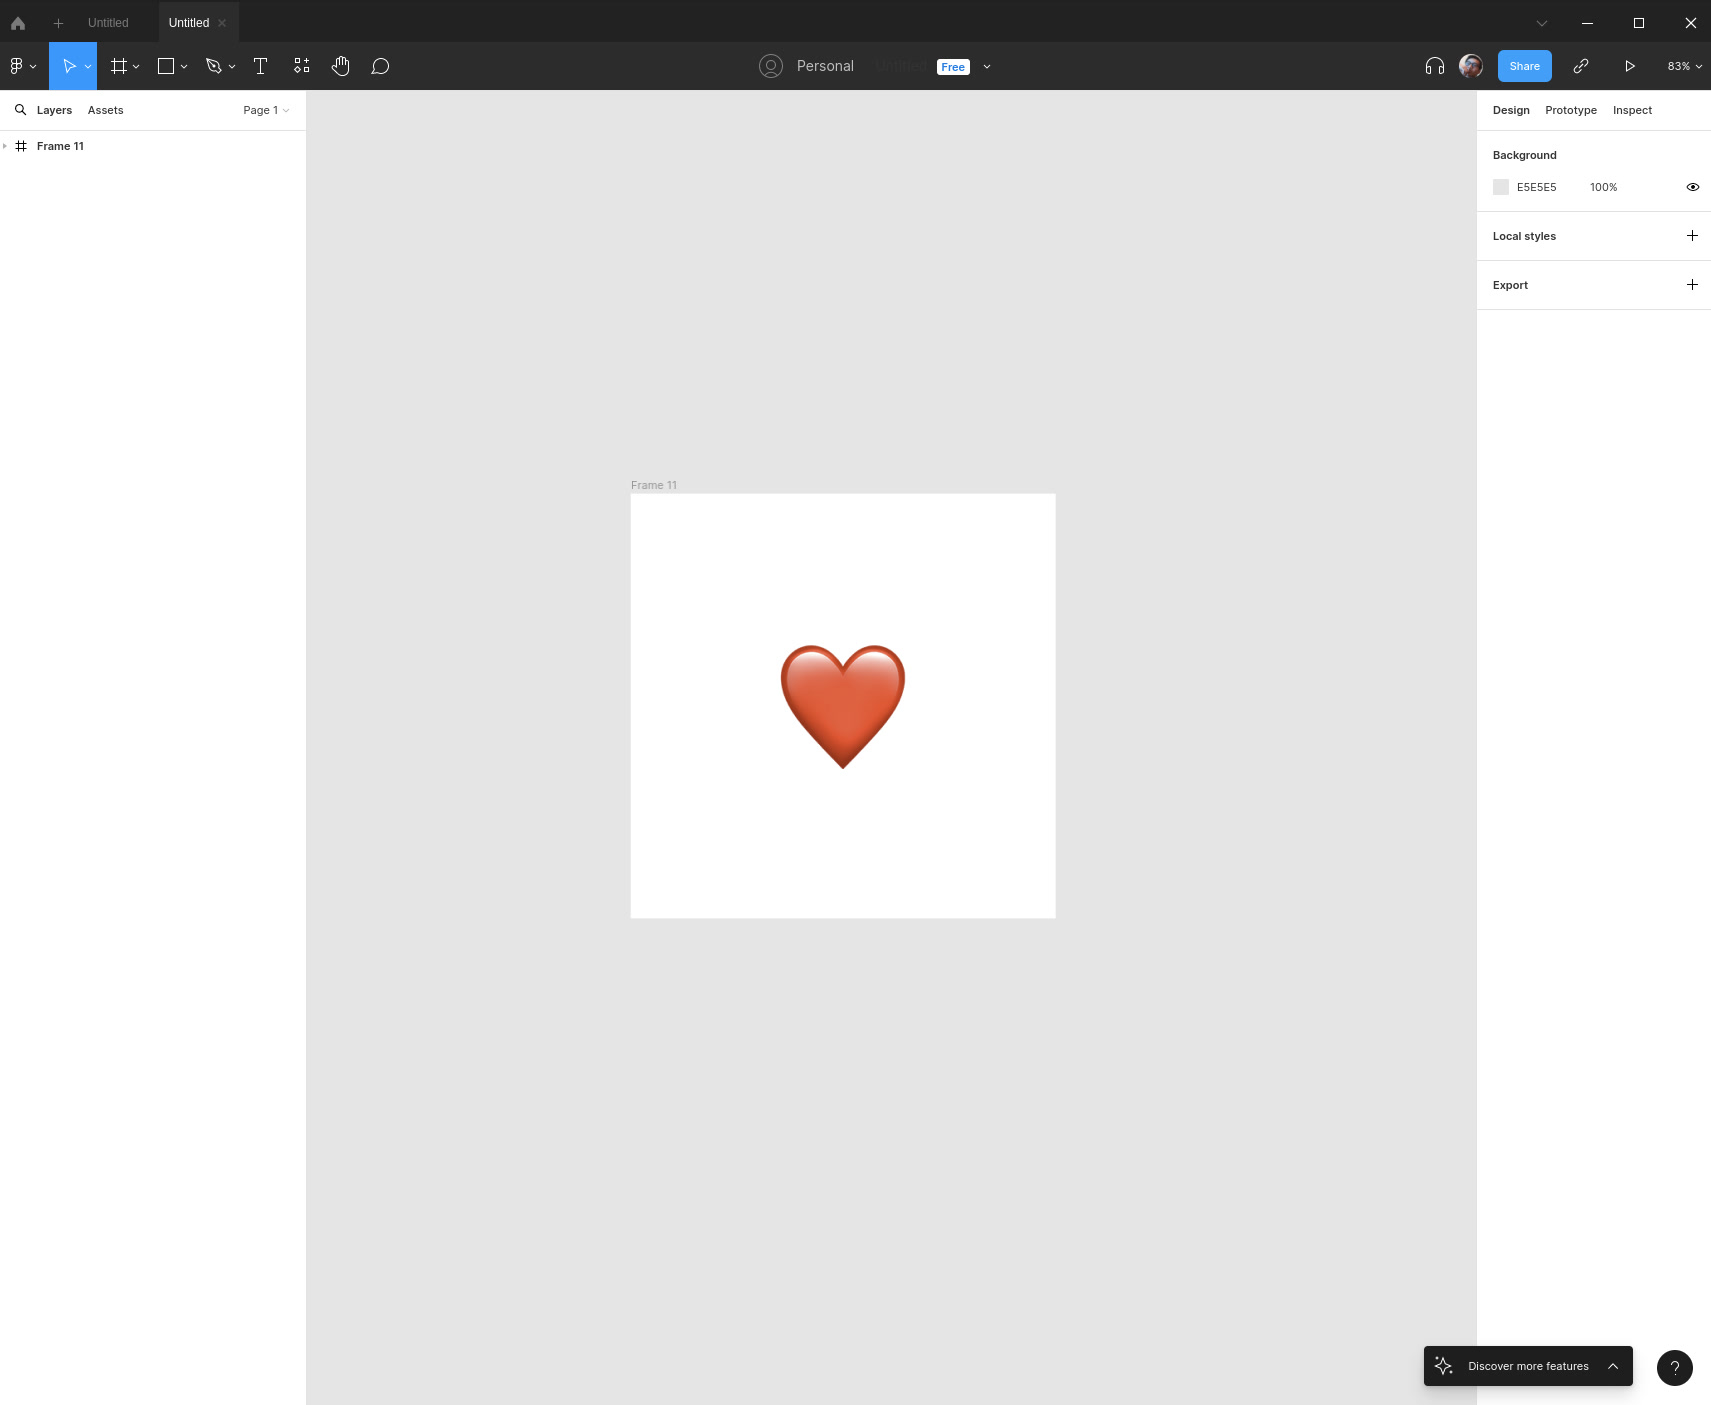 Untitled
Untitled
Personal Untitled Free
Share
83%
Layers Assets Page 1
Frame 11
Frame 11
Design Prototype Inspect
Background
E5E5E5 100%
Local styles
Export
Discover more features
?